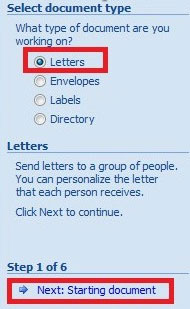 Select document type
What type of document are you
working on?
Letters
Envelopes
Labels
Directory
Letters
Send letters to a group of people.
You can personalize the letter
that each person receives.
Click Next to continue.
Step 1 of 6
Next: Starting document